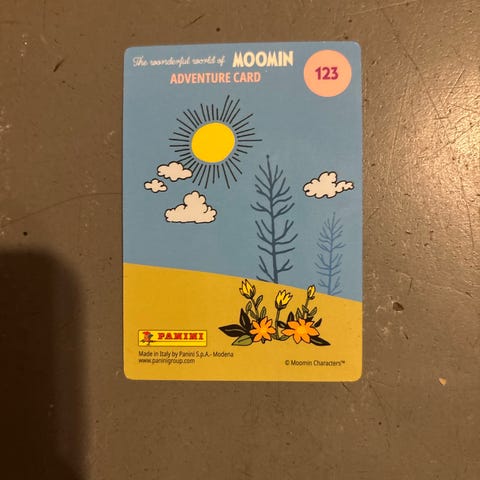 The wonderful world of MOOMIN
ADVENTURE CARD
123
PANINI
Made in Italy by Panini S.p.A.- Modena
www.paninigroup.com
© Moomin Characters™